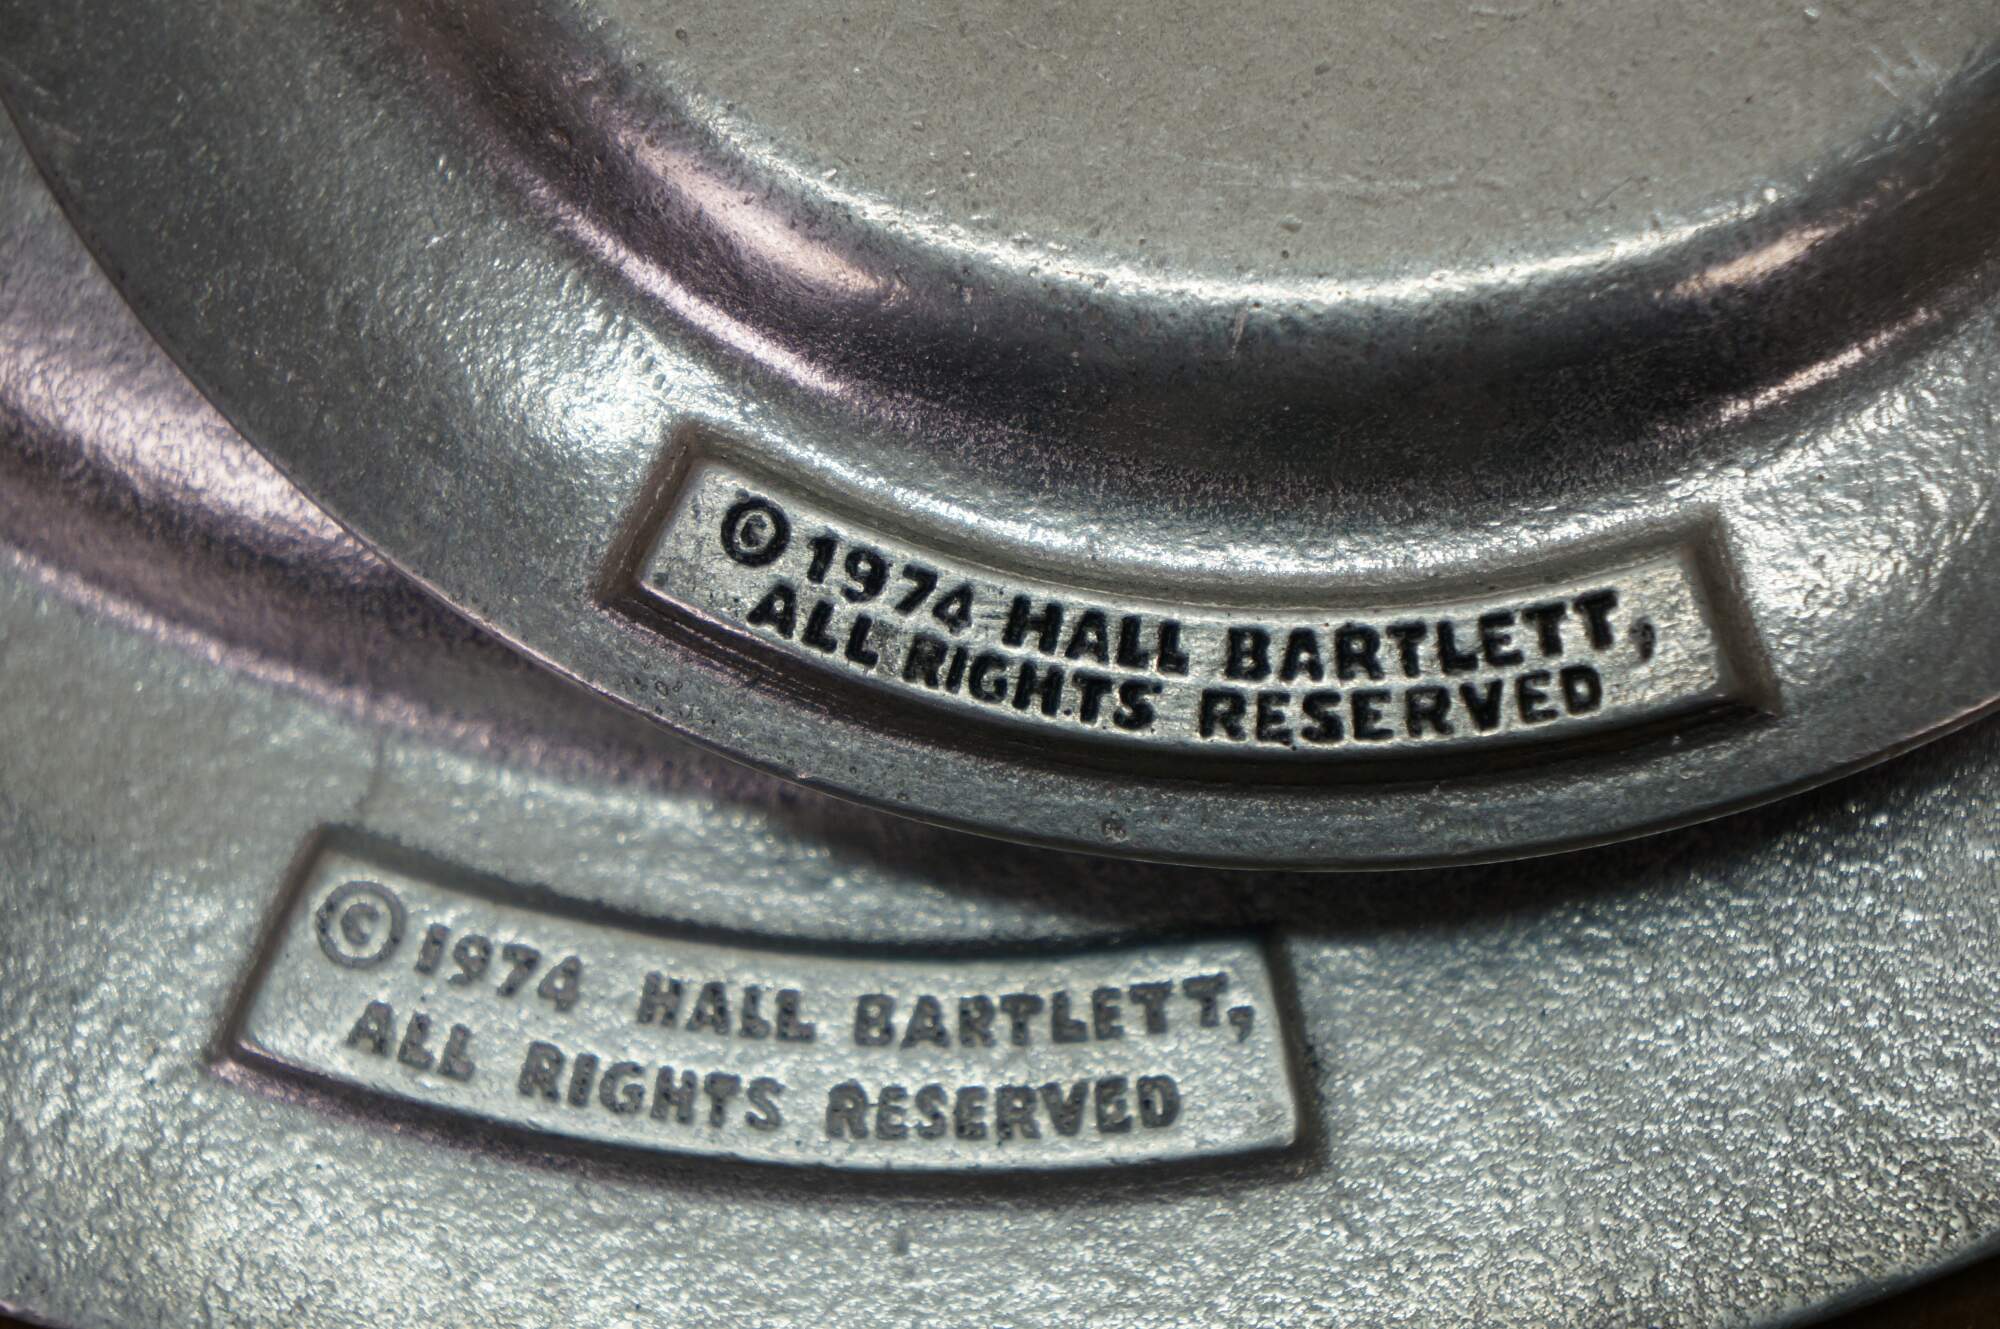 © 1974 HALL BARTLETT,
ALL RIGHTS RESERVED
© 1974 HALL BARTLETT,
ALL RIGHTS RESERVED